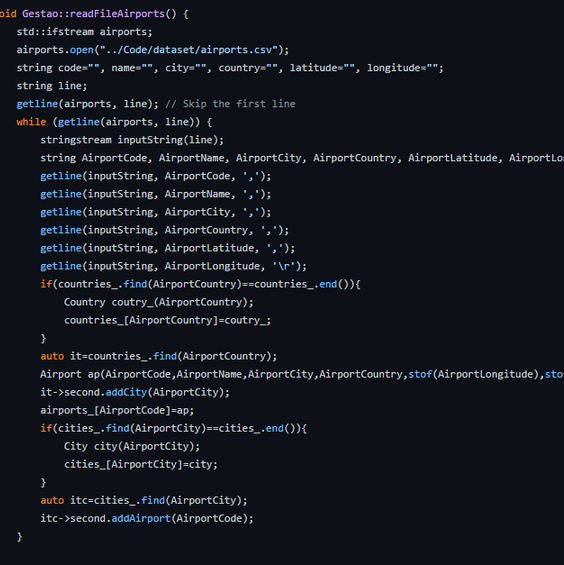 oid Gestao::readFileAirports() {
    std::ifstream airports;
    airports.open("../Code/dataset/airports.csv");
    string code="", name="", city="", country="", latitude="", longitude="";
    string line;
    getline(airports, line); // Skip the first line
    while (getline(airports, line)) {
        stringstream inputString(line);
        string AirportCode, AirportName, AirportCity, AirportCountry, AirportLatitude, AirportLon
        getline(inputString, AirportCode, ',');
        getline(inputString, AirportName, ',');
        getline(inputString, AirportCity, ',');
        getline(inputString, AirportCountry, ',');
        getline(inputString, AirportLatitude, ',');
        getline(inputString, AirportLongitude, '\r');
        if(countries_.find(AirportCountry)==countries_.end()){
            Country coutry_(AirportCountry);
            countries_[AirportCountry]=coutry_;
        }
        auto it=countries_.find(AirportCountry);
        Airport ap(AirportCode,AirportName,AirportCity,AirportCountry,stof(AirportLongitude),sto
        it->second.addCity(AirportCity);
        airports_[AirportCode]=ap;
        if(cities_.find(AirportCity)==cities_.end()){
            City city(AirportCity);
            cities_[AirportCity]=city;
        }
        auto itc=cities_.find(AirportCity);
        itc->second.addAirport(AirportCode);
    }